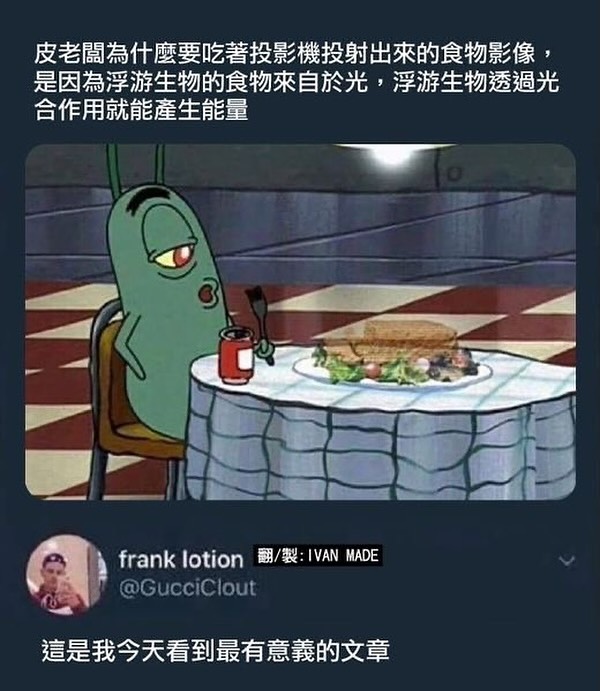 皮老闆為什麼要吃著投影機投射出來的食物影像，
是因為浮游生物的食物來自於光，浮游生物透過光
合作用就能產生能量
frank lotion 翻/製:IVAN MADE
@GucciClout
這是我今天看到最有意義的文章